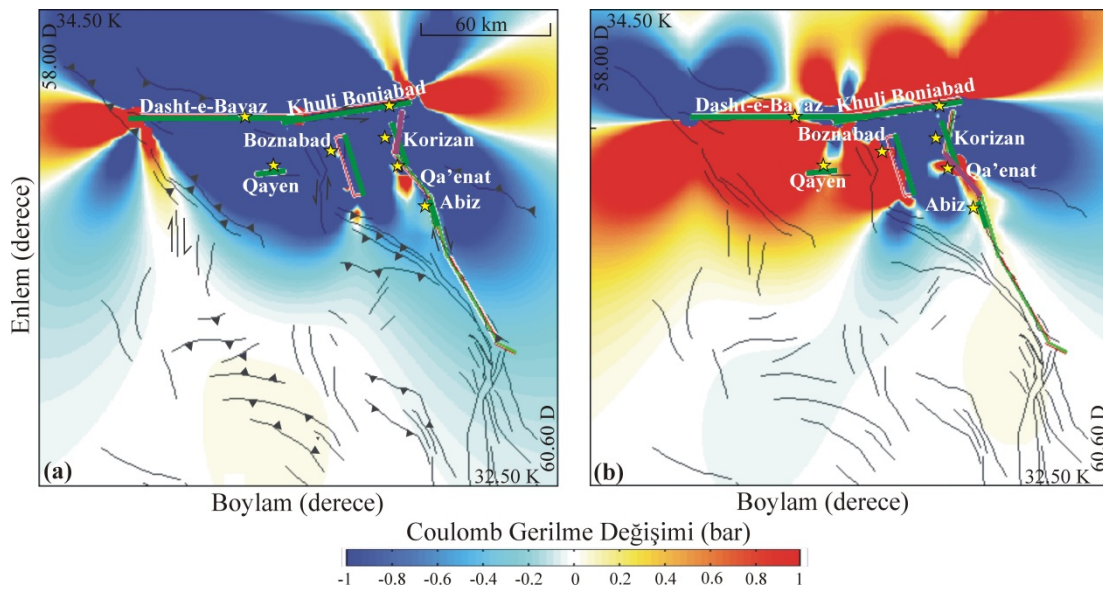 34.50 K
60 km
58.00 D
Dasht-e-Bayaz
Khuli Boniabad
Boznabad
Korizan
Qayen
Qa'enat
Abiz
Enlem (derece)
(a)
32.50 K
60.60 D
Boylam (derece)
34.50 K
58.00 D
Dasht-e-Bayaz
Khuli Boniabad
Boznabad
Korizan
Qayen
Qa'enat
Abiz
(b)
32.50 K
60.60 D
Boylam (derece)
Coulomb Gerilme Değişimi (bar)
-1 -0.8 -0.6 -0.4 -0.2 0 0.2 0.4 0.6 0.8 1